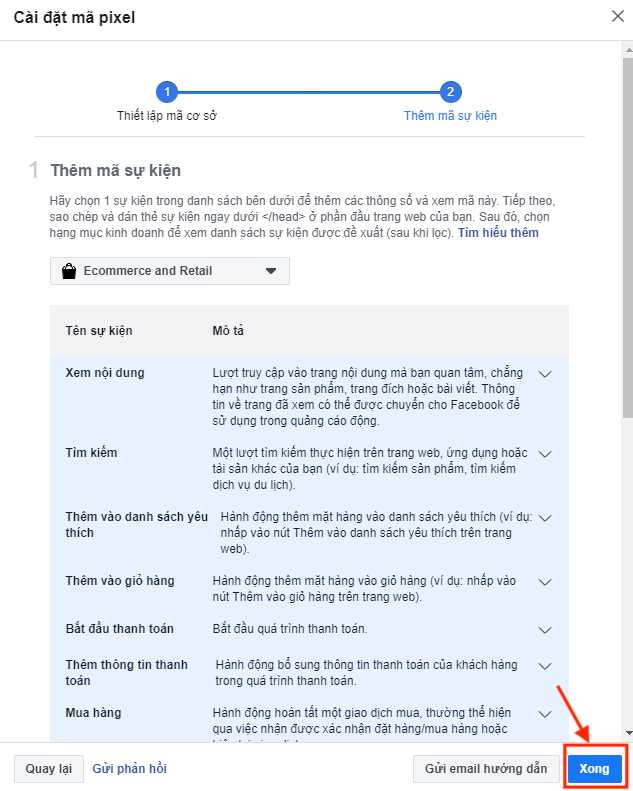 Cài đặt mã pixel
1
2
Thiết lập mã cơ sở
Thêm mã sự kiện
1 Thêm mã sự kiện
Hãy chọn 1 sự kiện trong danh sách bên dưới để thêm các thông số và xem mã này. Tiếp theo,
sao chép và dán thẻ sự kiện ngay dưới </head> ở phần đầu trang web của bạn. Sau đó, chọn
hạng mục kinh doanh để xem danh sách sự kiện được đề xuất (sau khi lọc). Tìm hiểu thêm
Ecommerce and Retail
Tên sự kiện Mô tả
Xem nội dung Lượt truy cập vào trang nội dung mà bạn quan tâm, chẳng
hạn như trang sản phẩm, trang đích hoặc bài viết. Thông
tin về trang đã xem có thể được chuyển cho Facebook để
sử dụng trong quảng cáo động.
Tìm kiếm Một lượt tìm kiếm thực hiện trên trang web, ứng dụng hoặc
tài sản khác của bạn (ví dụ: tìm kiếm sản phẩm, tìm kiếm
dịch vụ du lịch).
Thêm vào danh sách yêu Hành động thêm mặt hàng vào danh sách yêu thích (ví dụ:
thích nhấp vào nút Thêm vào danh sách yêu thích trên trang
web).
Thêm vào giỏ hàng Hành động thêm mặt hàng vào giỏ hàng (ví dụ: nhấp vào
nút Thêm vào giỏ hàng trên trang web).
Bắt đầu thanh toán Bắt đầu quá trình thanh toán.
Thêm thông tin thanh Hành động bổ sung thông tin thanh toán của khách hàng
toán trong quá trình thanh toán.
Mua hàng Hành động hoàn tất một giao dịch mua, thường thể hiện
qua việc nhận được xác nhận đặt hàng/mua hàng hoặc
Quay lại Gửi phản hồi Gửi email hướng dẫn Xong